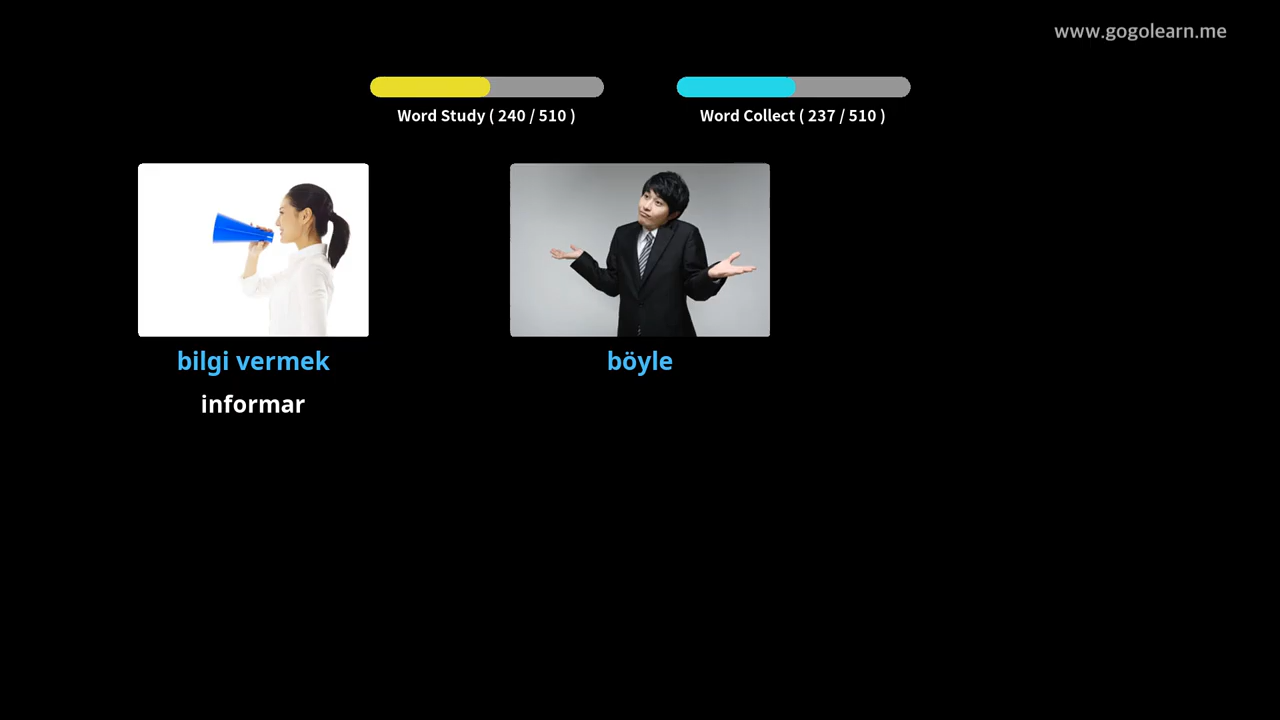 www.gogolearn.me
Word Study ( 240 / 510 )
Word Collect ( 237 / 510 )
bilgi vermek
informar
böyle